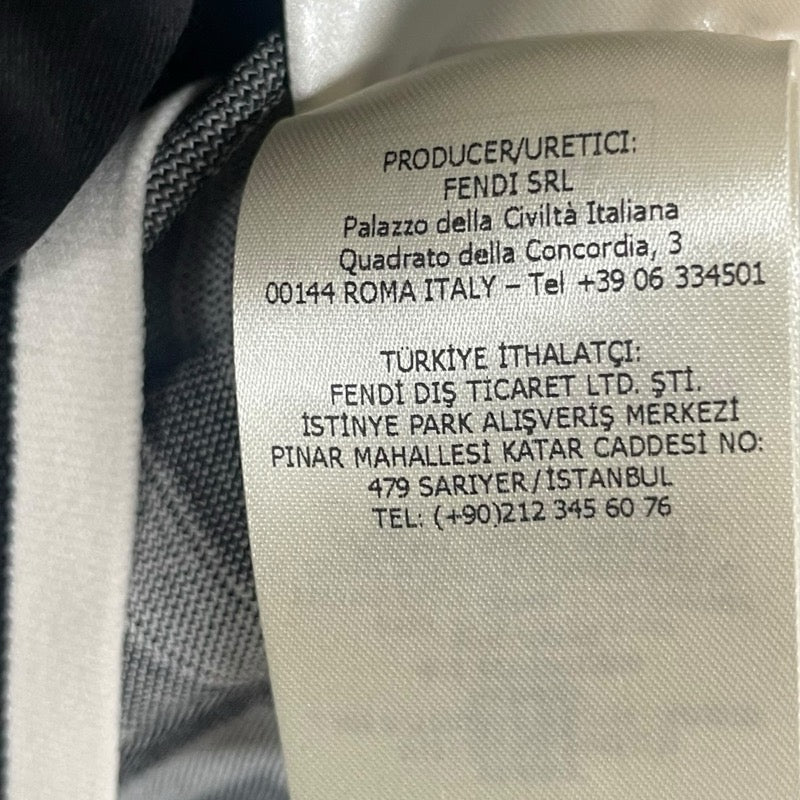 PRODUCER/URETICI:
FENDI SRL
Palazzo della Civiltà Italiana
Quadrato della Concordia, 3
00144 ROMA ITALY – Tel +39 06 334501
TÜRKİYE İTHALATÇI:
FENDİ DIŞ TİCARET LTD. ŞTİ.
İSTİNYE PARK ALIŞVERİŞ MERKEZİ
PINAR MAHALLESİ KATAR CADDESİ NO:
479 SARIYER/İSTANBUL
TEL: (+90)212 345 60 76